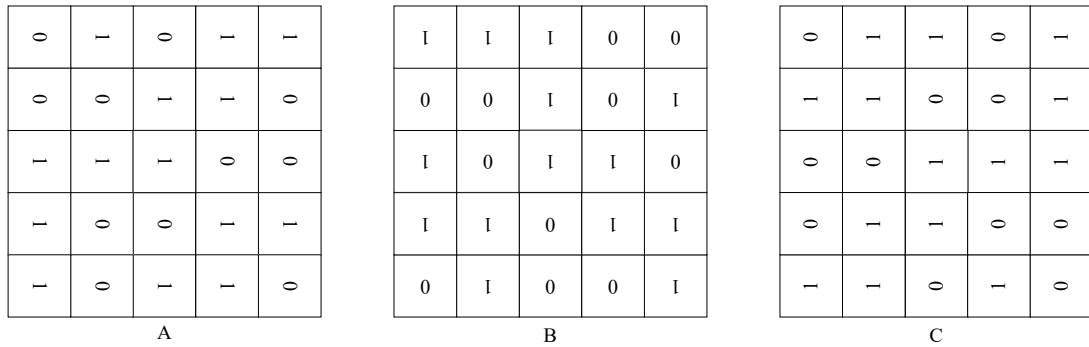 0 1 0 1 1
0 0 1 1 0
1 1 1 0 0
1 0 0 1 1
1 0 1 1 0
A
1 1 1 0 0
0 0 1 0 1
1 0 1 1 0
1 1 0 1 1
0 1 0 0 1
B
0 1 1 0 1
1 1 0 0 1
0 0 1 1 1
0 1 1 0 0
1 1 0 1 0
C